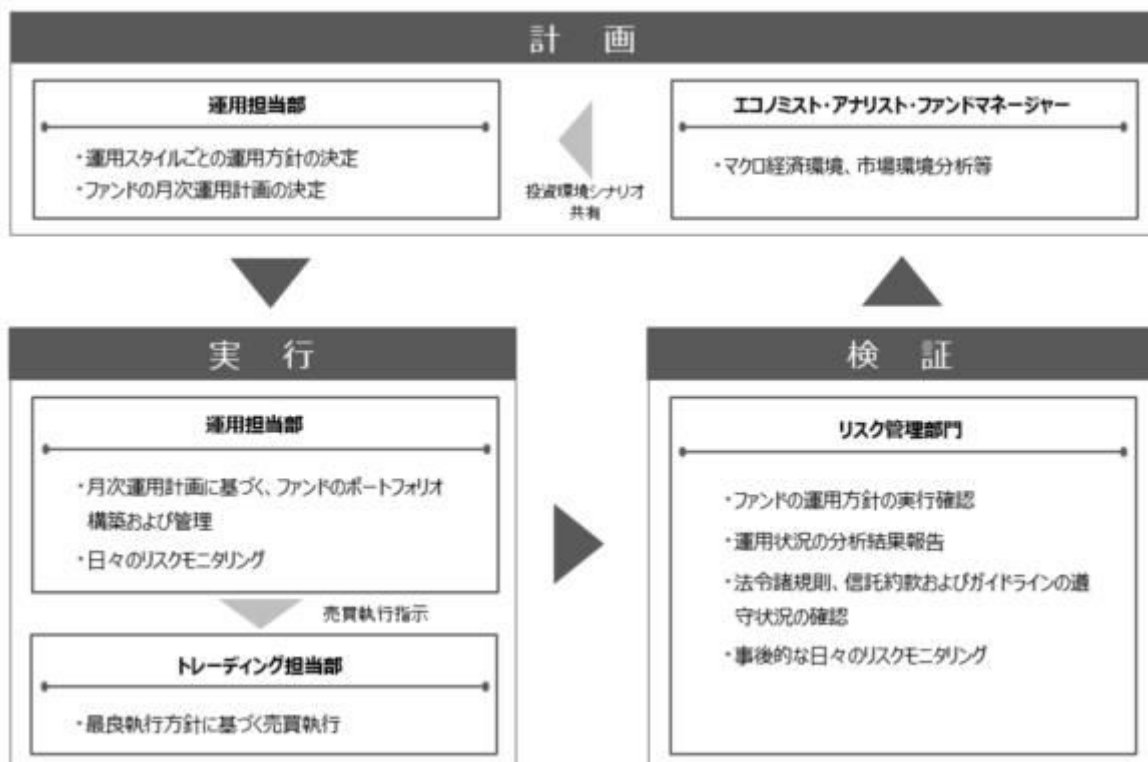 計 画
運用担当部
・運用スタイルごとの運用方針の決定
・ファンドの月次運用計画の決定
投資環境シナリオ
共有
エコノミスト・アナリスト・ファンドマネージャー
・マクロ経済環境、市場環境分析等
実 行
運用担当部
・月次運用計画に基づく、ファンドのポートフォリオ
構築および管理
・日々のリスクモニタリング
売買執行指示
トレーディング担当部
・最良執行方針に基づく売買執行
検 証
リスク管理部門
・ファンドの運用方針の実行確認
・運用状況の分析結果報告
・法令諸規則、信託約款およびガイドラインの遵
守状況の確認
・事後的な日々のリスクモニタリング